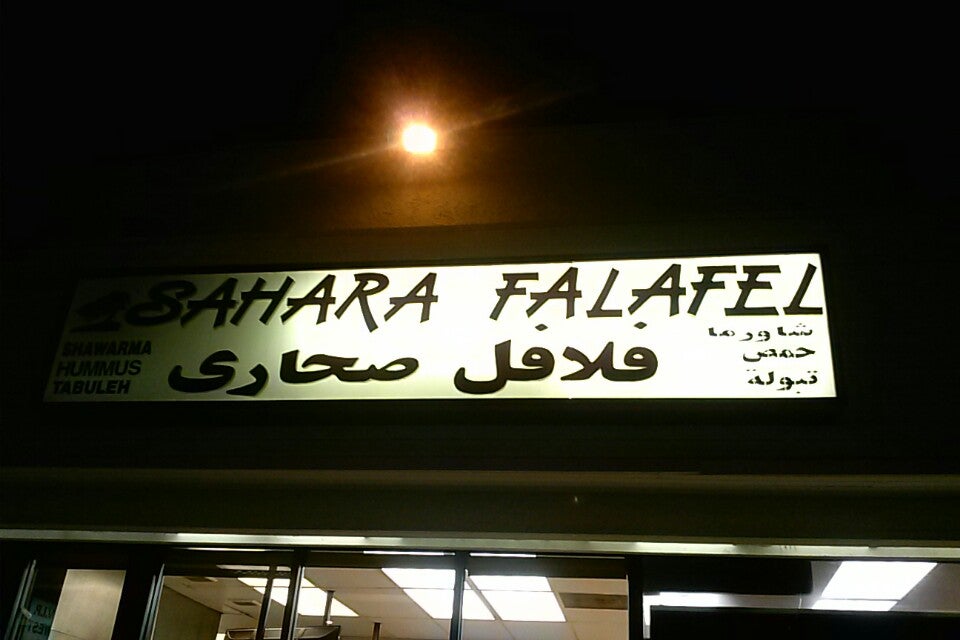 SAHARA FALAFEL
SHAWARMA
HUMMUS
TABULEH
فلافل صحارى
شاورما
حمص
تبولة